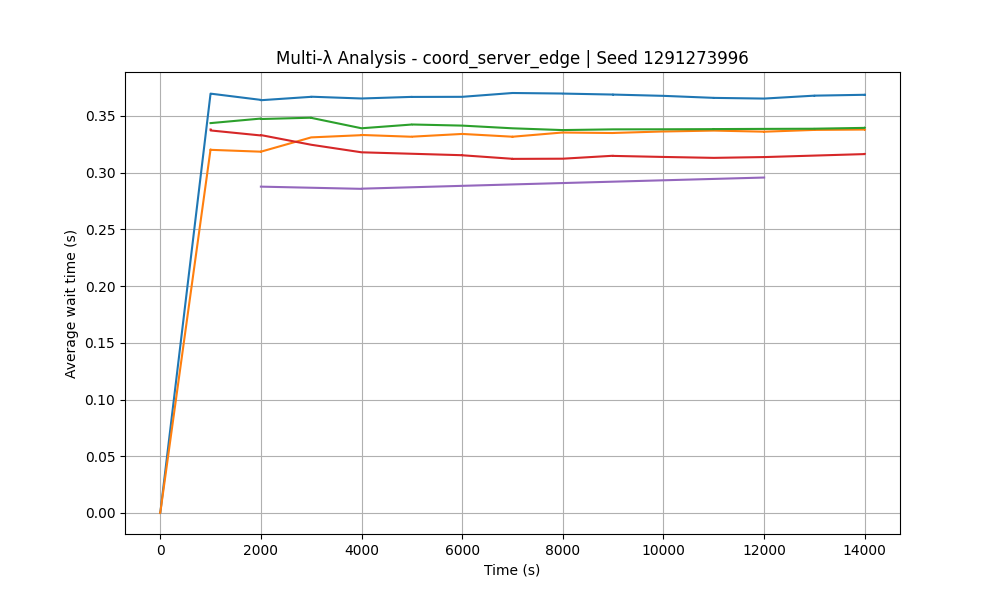 Multi-λ Analysis - coord_server_edge | Seed 1291273996
Average wait time (s)
0.35
0.30
0.25
0.20
0.15
0.10
0.05
0.00
0 2000 4000 6000 8000 10000 12000 14000
Time (s)